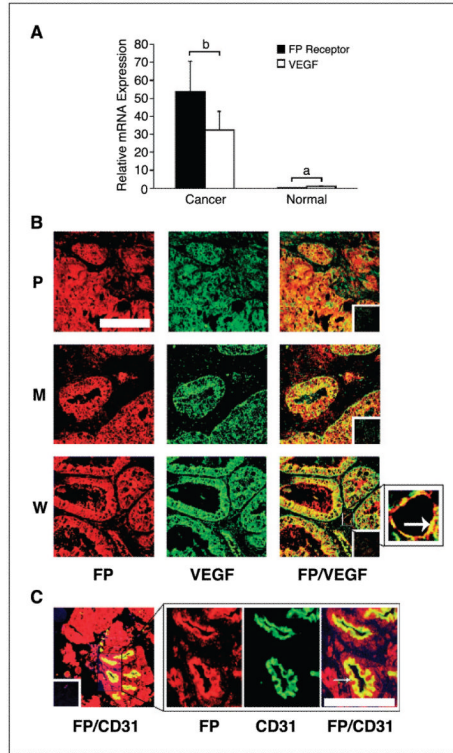 A
Relative mRNA Expression
80
70
60
50
40
30
20
10
0
b
a
FP Receptor
VEGF
Cancer
Normal
B
P
M
W
FP
VEGF
FP/VEGF
C
FP/CD31
FP
CD31
FP/CD31